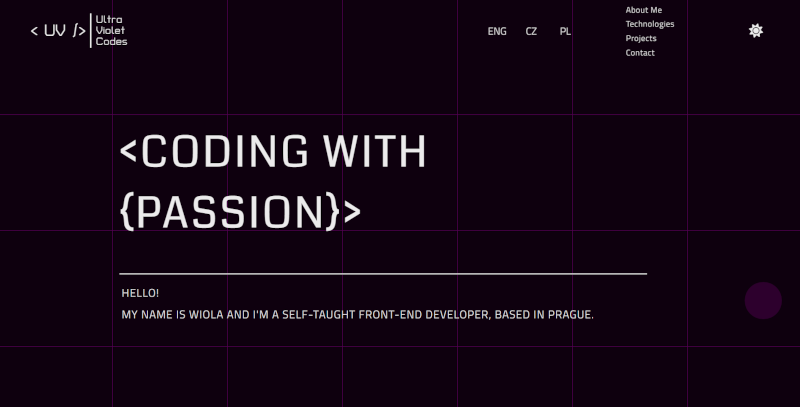 < UV /> Ultra
Violet
Codes
ENG CZ PL
About Me
Technologies
Projects
Contact
<CODING WITH
{PASSION}>
HELLO!
MY NAME IS WIOLA AND I'M A SELF-TAUGHT FRONT-END DEVELOPER, BASED IN PRAGUE.